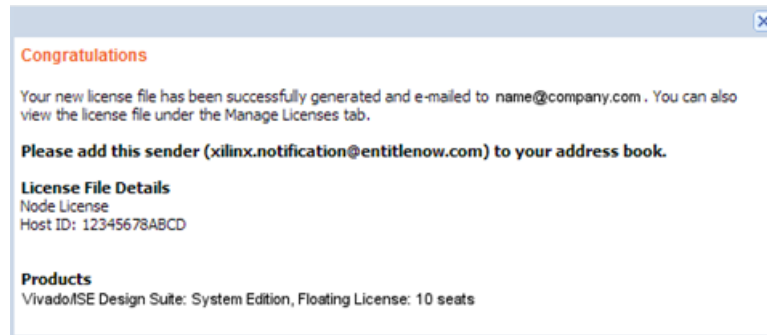 Congratulations
Your new license file has been successfully generated and e-mailed to name@company.com . You can also
view the license file under the Manage Licenses tab.
Please add this sender (xilinx.notification@entitlenow.com) to your address book.
License File Details
Node License
Host ID: 12345678ABCD
Products
Vivado/ISE Design Suite: System Edition, Floating License: 10 seats